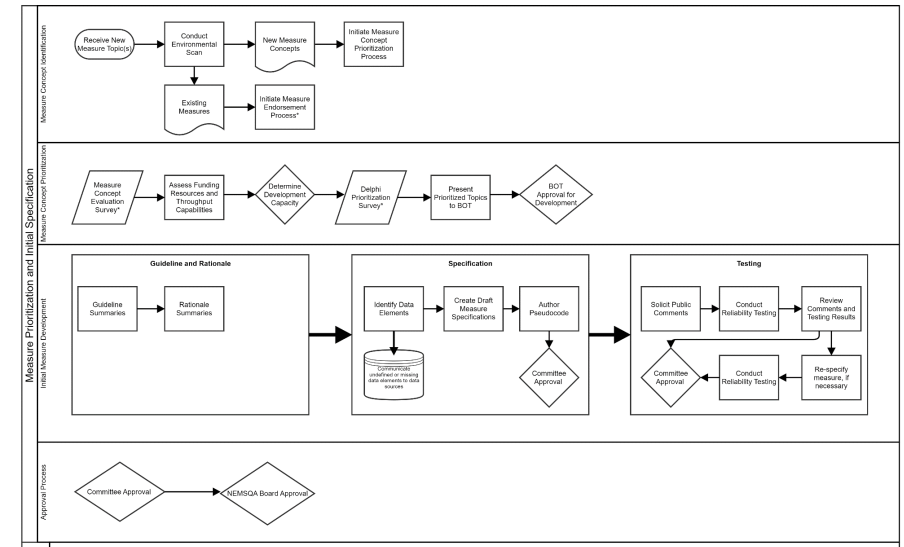 Measure Prioritization and Initial Specification
Measure Concept Identification
Receive New
Measure Topic(s)
Conduct
Environmental
Scan
New Measure
Concepts
Initiate Measure
Concept
Prioritization
Process
Existing
Measures
Initiate Measure
Endorsement
Process*
Measure Concept Prioritization
Measure
Concept
Evaluation
Survey*
Assess Funding
Resources and
Throughput
Capabilities
Determine
Development
Capacity
Delphi
Prioritization
Survey*
Present
Prioritized Topics
to BOT
BOT
Approval for
Development
Initial Measure Development
Guideline and Rationale
Guideline
Summaries
Rationale
Summaries
Specification
Identify Data
Elements
Create Draft
Measure
Specifications
Author
Pseudocode
Communicate
undefined or missing
data elements to data
sources
Committee
Approval
Testing
Solicit Public
Comments
Conduct
Reliability Testing
Review
Comments and
Testing Results
Committee
Approval
Conduct
Reliability Testing
Re-specify
measure, if
necessary
Approval Process
Committee Approval
NEMSQA Board Approval